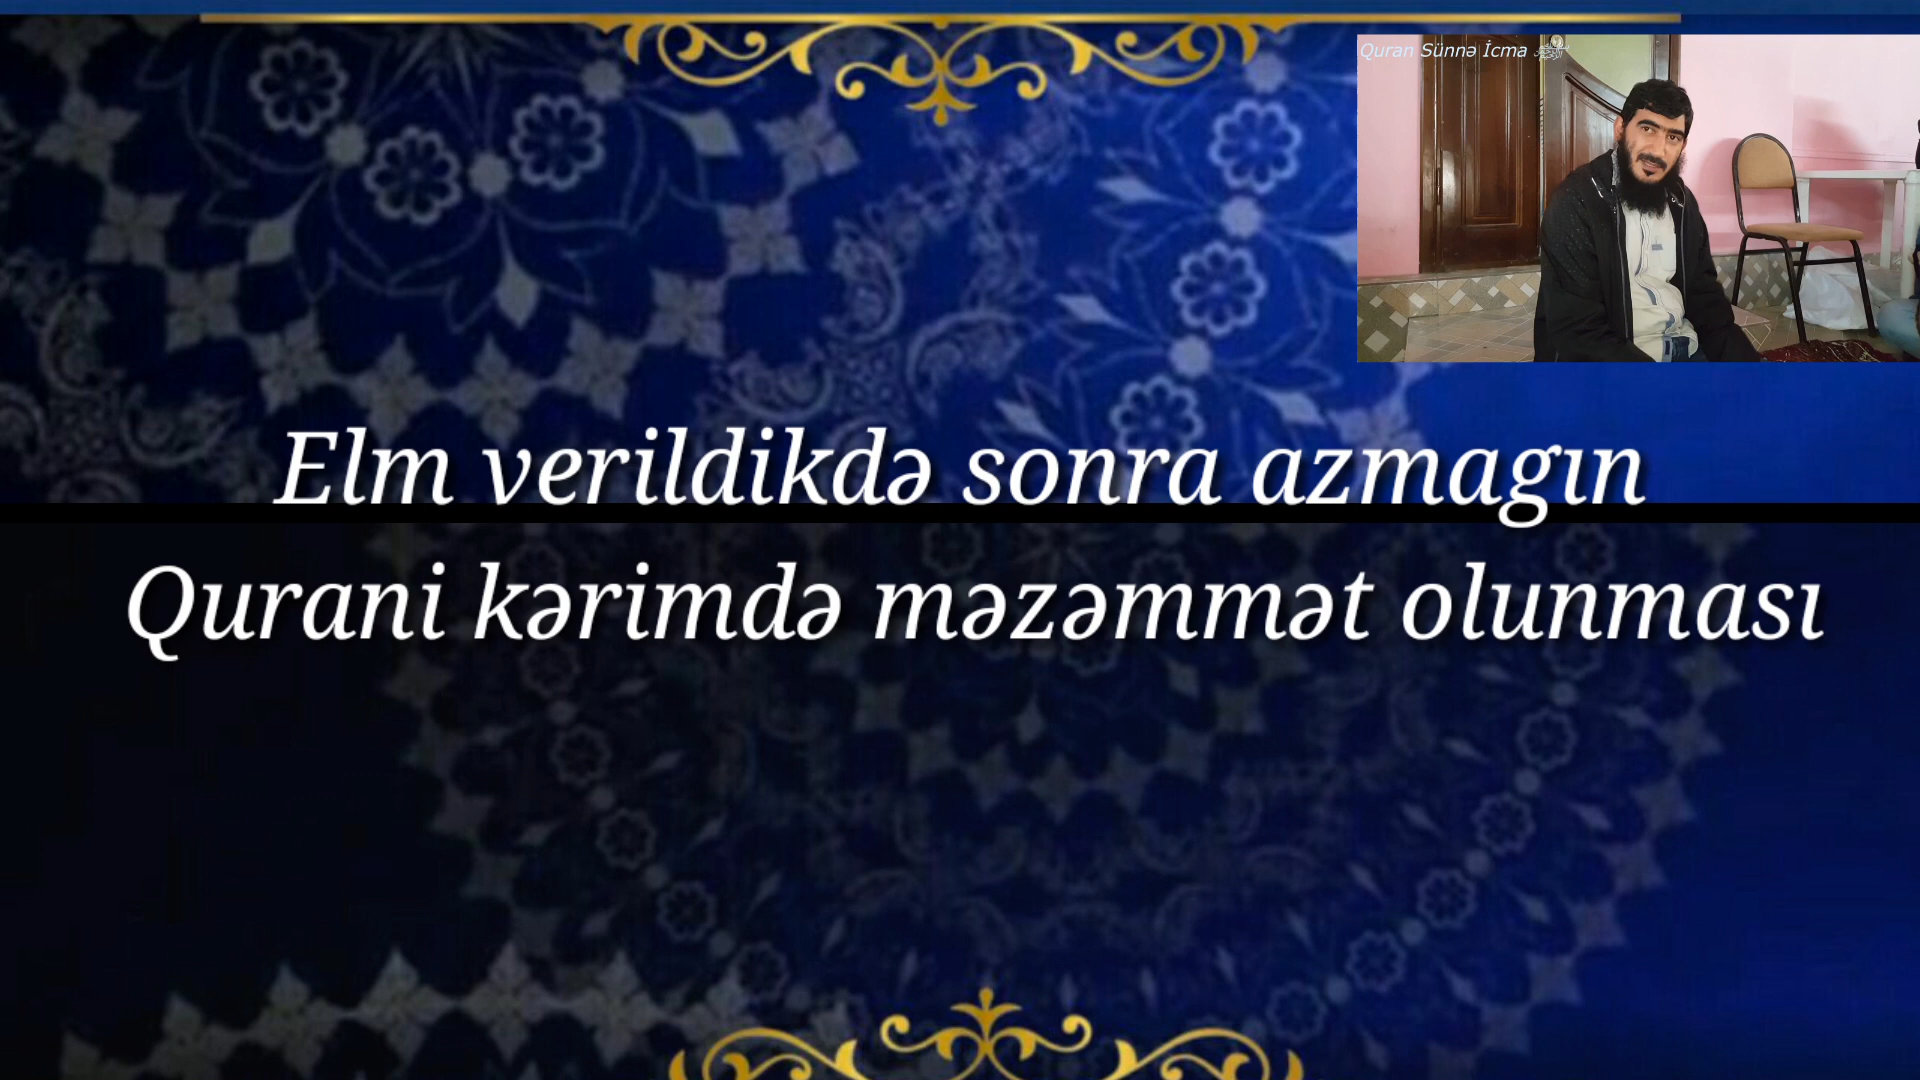 Quran Sünnə İcma ﷽
Elm verildikdə sonra azmagın
Qurani kərimdə məzəmmət olunması